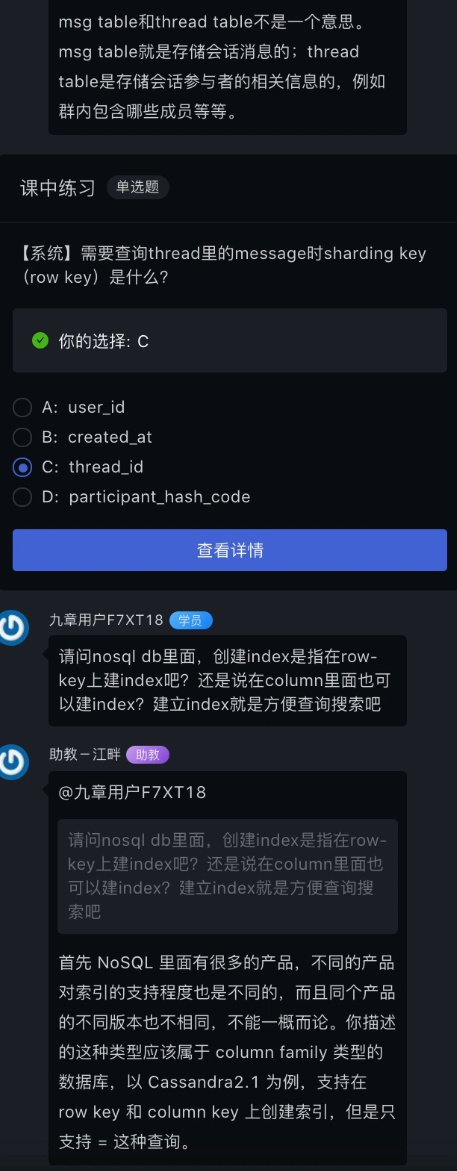 msg table和thread table不是一个意思。
msg table就是存储会话消息的；thread
table是存储会话参与者的相关信息的，例如
群内包含哪些成员等等。
课中练习 单选题
【系统】需要查询thread里的message时sharding key
（row key）是什么?
你的选择: C
A: user_id
B: created_at
C: thread_id
D: participant_hash_code
查看详情
九章用户F7XT18 学员
请问nosql db里面，创建index是指在row-
key上建index吧？还是说在column里面也可
以建index？建立index就是方便查询搜索吧
助教－江畔 助教
@九章用户F7XT18
请问nosql db里面，创建index是指在row-
key上建index吧？还是说在column里面也
可以建index？建立index就是方便查询搜
索吧
首先 NoSQL 里面有很多的产品，不同的产品
对索引的支持程度也是不同的，而且同个产品
的不同版本也不相同，不能一概而论。你描述
的这种类型应该属于 column family 类型的
数据库，以 Cassandra2.1 为例，支持在
row key 和 column key 上创建索引，但是只
支持 = 这种查询。